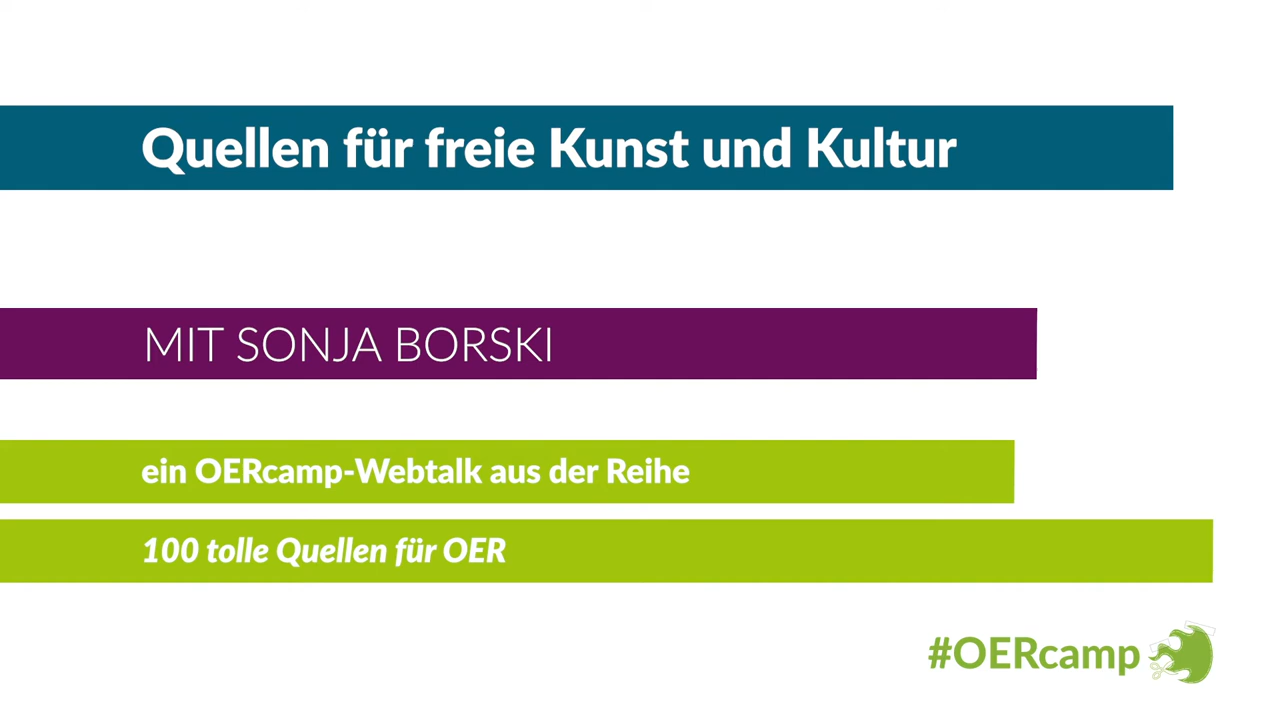 Quellen für freie Kunst und Kultur
MIT SONJA BORSKI
ein OERcamp-Webtalk aus der Reihe
100 tolle Quellen für OER
#OERcamp